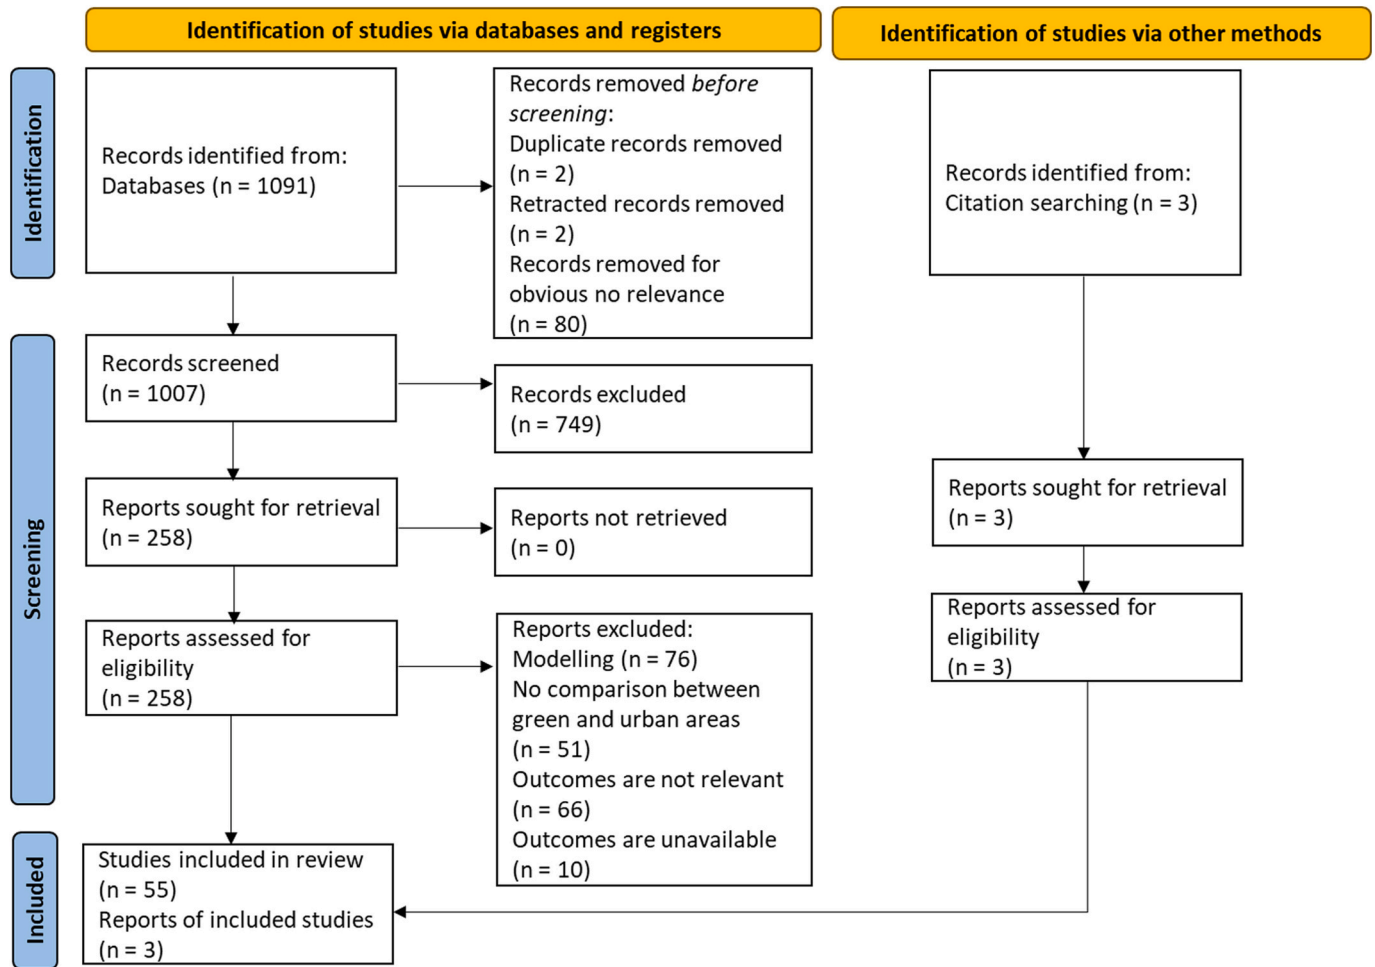 Identification of studies via databases and registers
Identification of studies via other methods
Identification
Records identified from:
Databases (n = 1091)
Records removed before
screening:
Duplicate records removed
(n = 2)
Retracted records removed
(n = 2)
Records removed for
obvious no relevance
(n = 80)
Records identified from:
Citation searching (n = 3)
Screening
Records screened
(n = 1007)
Records excluded
(n = 749)
Reports sought for retrieval
(n = 258)
Reports not retrieved
(n = 0)
Reports sought for retrieval
(n = 3)
Reports assessed for
eligibility
(n = 258)
Reports excluded:
Modelling (n = 76)
No comparison between
green and urban areas
(n = 51)
Outcomes are not relevant
(n = 66)
Outcomes are unavailable
(n = 10)
Reports assessed for
eligibility
(n = 3)
Included
Studies included in review
(n = 55)
Reports of included studies
(n = 3)